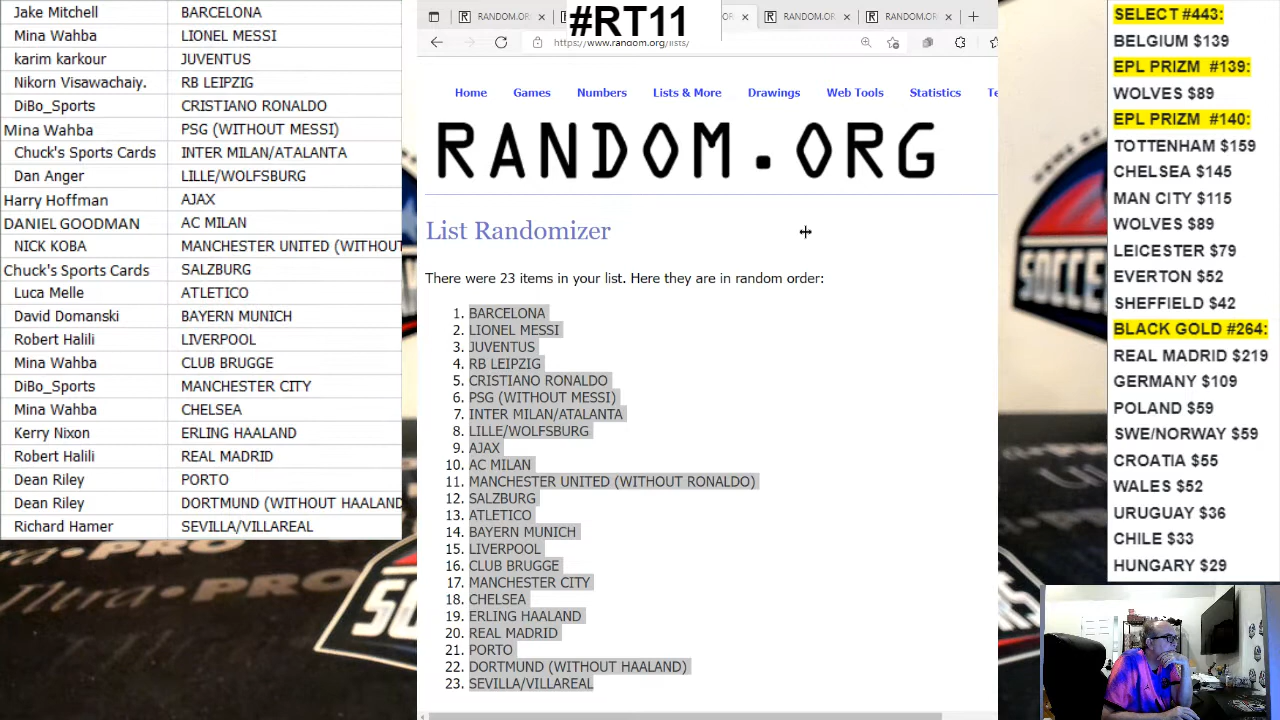 Jake Mitchell BARCELONA
Mina Wahba LIONEL MESSI
karim karkour JUVENTUS
Nikorn Visawachaiy. RB LEIPZIG
DiBo_Sports CRISTIANO RONALDO
Mina Wahba PSG (WITHOUT MESSI)
Chuck's Sports Cards INTER MILAN/ATALANTA
Dan Anger LILLE/WOLFSBURG
Harry Hoffman AJAX
DANIEL GOODMAN AC MILAN
NICK KOBA MANCHESTER UNITED (WITHOUT
Chuck's Sports Cards SALZBURG
Luca Melle ATLETICO
David Domanski BAYERN MUNICH
Robert Halili LIVERPOOL
Mina Wahba CLUB BRUGGE
DiBo_Sports MANCHESTER CITY
Mina Wahba CHELSEA
Kerry Nixon ERLING HAALAND
Robert Halili REAL MADRID
Dean Riley PORTO
Dean Riley DORTMUND (WITHOUT HAALAND
Richard Hamer SEVILLA/VILLAREAL
#RT11
RANDOM.OR
RANDOM.OR
RANDOM.OR
https://www.random.org/lists/
Home Games Numbers Lists & More Drawings Web Tools Statistics Te
RANDOM.ORG
List Randomizer
There were 23 items in your list. Here they are in random order:
1. BARCELONA
2. LIONEL MESSI
3. JUVENTUS
4. RB LEIPZIG
5. CRISTIANO RONALDO
6. PSG (WITHOUT MESSI)
7. INTER MILAN/ATALANTA
8. LILLE/WOLFSBURG
9. AJAX
10. AC MILAN
11. MANCHESTER UNITED (WITHOUT RONALDO)
12. SALZBURG
13. ATLETICO
14. BAYERN MUNICH
15. LIVERPOOL
16. CLUB BRUGGE
17. MANCHESTER CITY
18. CHELSEA
19. ERLING HAALAND
20. REAL MADRID
21. PORTO
22. DORTMUND (WITHOUT HAALAND)
23. SEVILLA/VILLAREAL
SELECT #443:
BELGIUM $139
EPL PRIZM #139:
WOLVES $89
EPL PRIZM #140:
TOTTENHAM $159
CHELSEA $145
MAN CITY $115
WOLVES $89
LEICESTER $79
EVERTON $52
SHEFFIELD $42
BLACK GOLD #264:
REAL MADRID $219
GERMANY $109
POLAND $59
SWE/NORWAY $59
CROATIA $55
WALES $52
URUGUAY $36
CHILE $33
HUNGARY $29